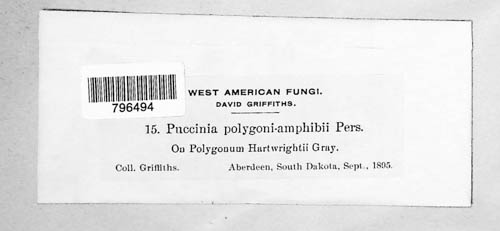 796494
WEST AMERICAN FUNGI.
DAVID GRIFFITHS.
15. Puccinia polygoni-amphibii Pers.
On Polygonum Hartwrightii Gray.
Coll. Griffiths. Aberdeen, South Dakota, Sept., 1895.